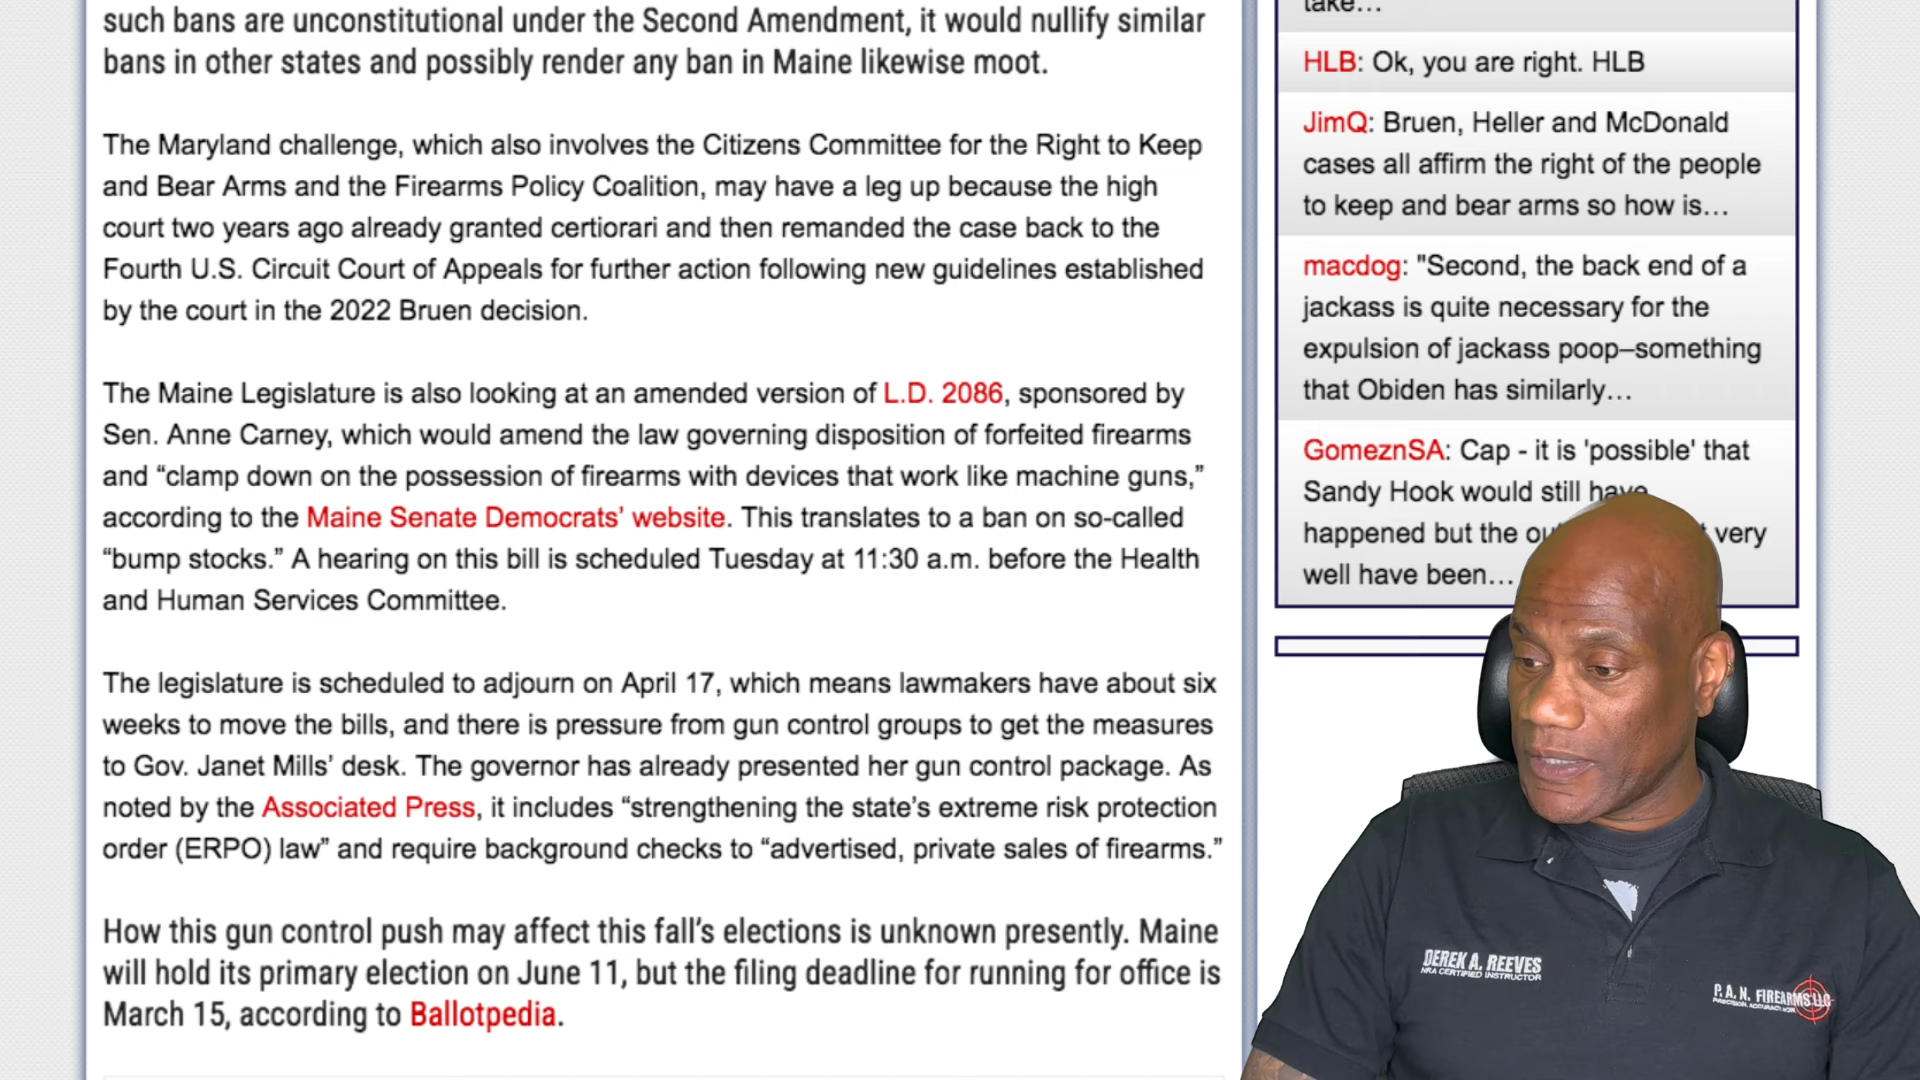 such bans are unconstitutional under the Second Amendment, it would nullify similar
bans in other states and possibly render any ban in Maine likewise moot.
The Maryland challenge, which also involves the Citizens Committee for the Right to Keep
and Bear Arms and the Firearms Policy Coalition, may have a leg up because the high
court two years ago already granted certiorari and then remanded the case back to the
Fourth U.S. Circuit Court of Appeals for further action following new guidelines established
by the court in the 2022 Bruen decision.
The Maine Legislature is also looking at an amended version of L.D. 2086, sponsored by
Sen. Anne Carney, which would amend the law governing disposition of forfeited firearms
and “clamp down on the possession of firearms with devices that work like machine guns,”
according to the Maine Senate Democrats’ website. This translates to a ban on so-called
“bump stocks.” A hearing on this bill is scheduled Tuesday at 11:30 a.m. before the Health
and Human Services Committee.
The legislature is scheduled to adjourn on April 17, which means lawmakers have about six
weeks to move the bills, and there is pressure from gun control groups to get the measures
to Gov. Janet Mills’ desk. The governor has already presented her gun control package. As
noted by the Associated Press, it includes “strengthening the state’s extreme risk protection
order (ERPO) law” and require background checks to “advertised, private sales of firearms.”
How this gun control push may affect this fall’s elections is unknown presently. Maine
will hold its primary election on June 11, but the filing deadline for running for office is
March 15, according to Ballotpedia.
take...
HLB: Ok, you are right. HLB
JimQ: Bruen, Heller and McDonald
cases all affirm the right of the people
to keep and bear arms so how is...
macdog: "Second, the back end of a
jackass is quite necessary for the
expulsion of jackass poop–something
that Obiden has similarly...
GomeznSA: Cap - it is 'possible' that
Sandy Hook would still have
happened but the very
well have been...
DEREK A. REEVES
NRA CERTIFIED INSTRUCTOR
P.A.N. FIREARMS LLC